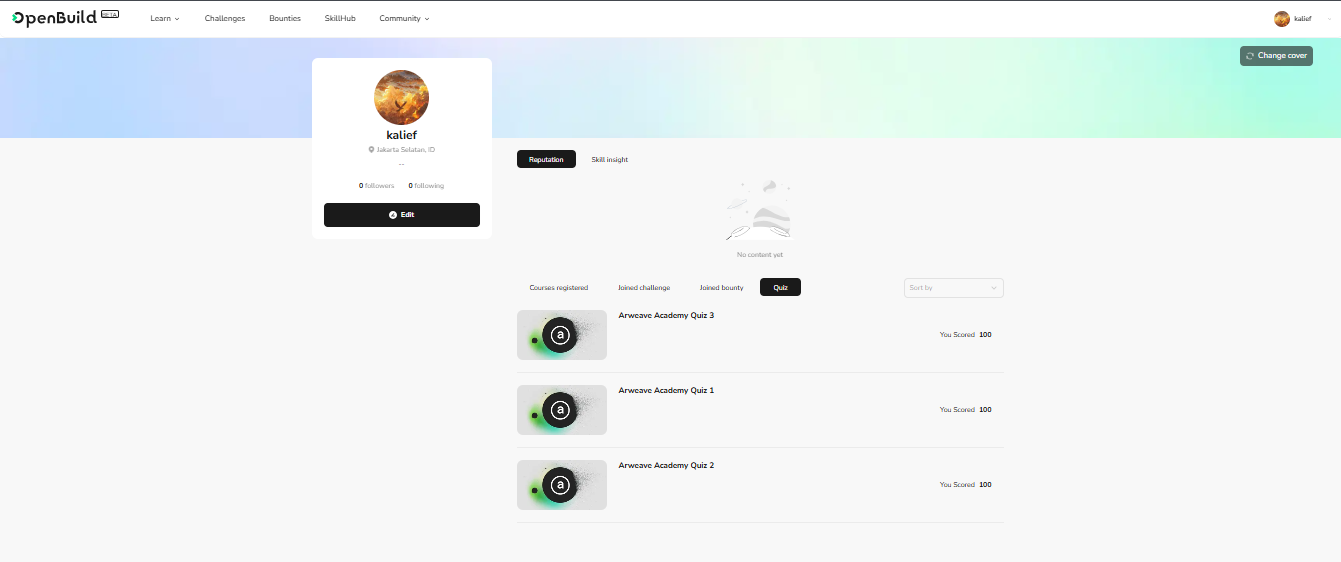 OpenBuild BETA Learn Challenges Bounties SkillHub Community kalief
Change cover
kalief
Jakarta Selatan, ID
--
0 followers 0 following
Edit
Reputation Skill insight
No content yet
Courses registered Joined challenge Joined bounty Quiz Sort by
Arweave Academy Quiz 3
You Scored 100
Arweave Academy Quiz 1
You Scored 100
Arweave Academy Quiz 2
You Scored 100